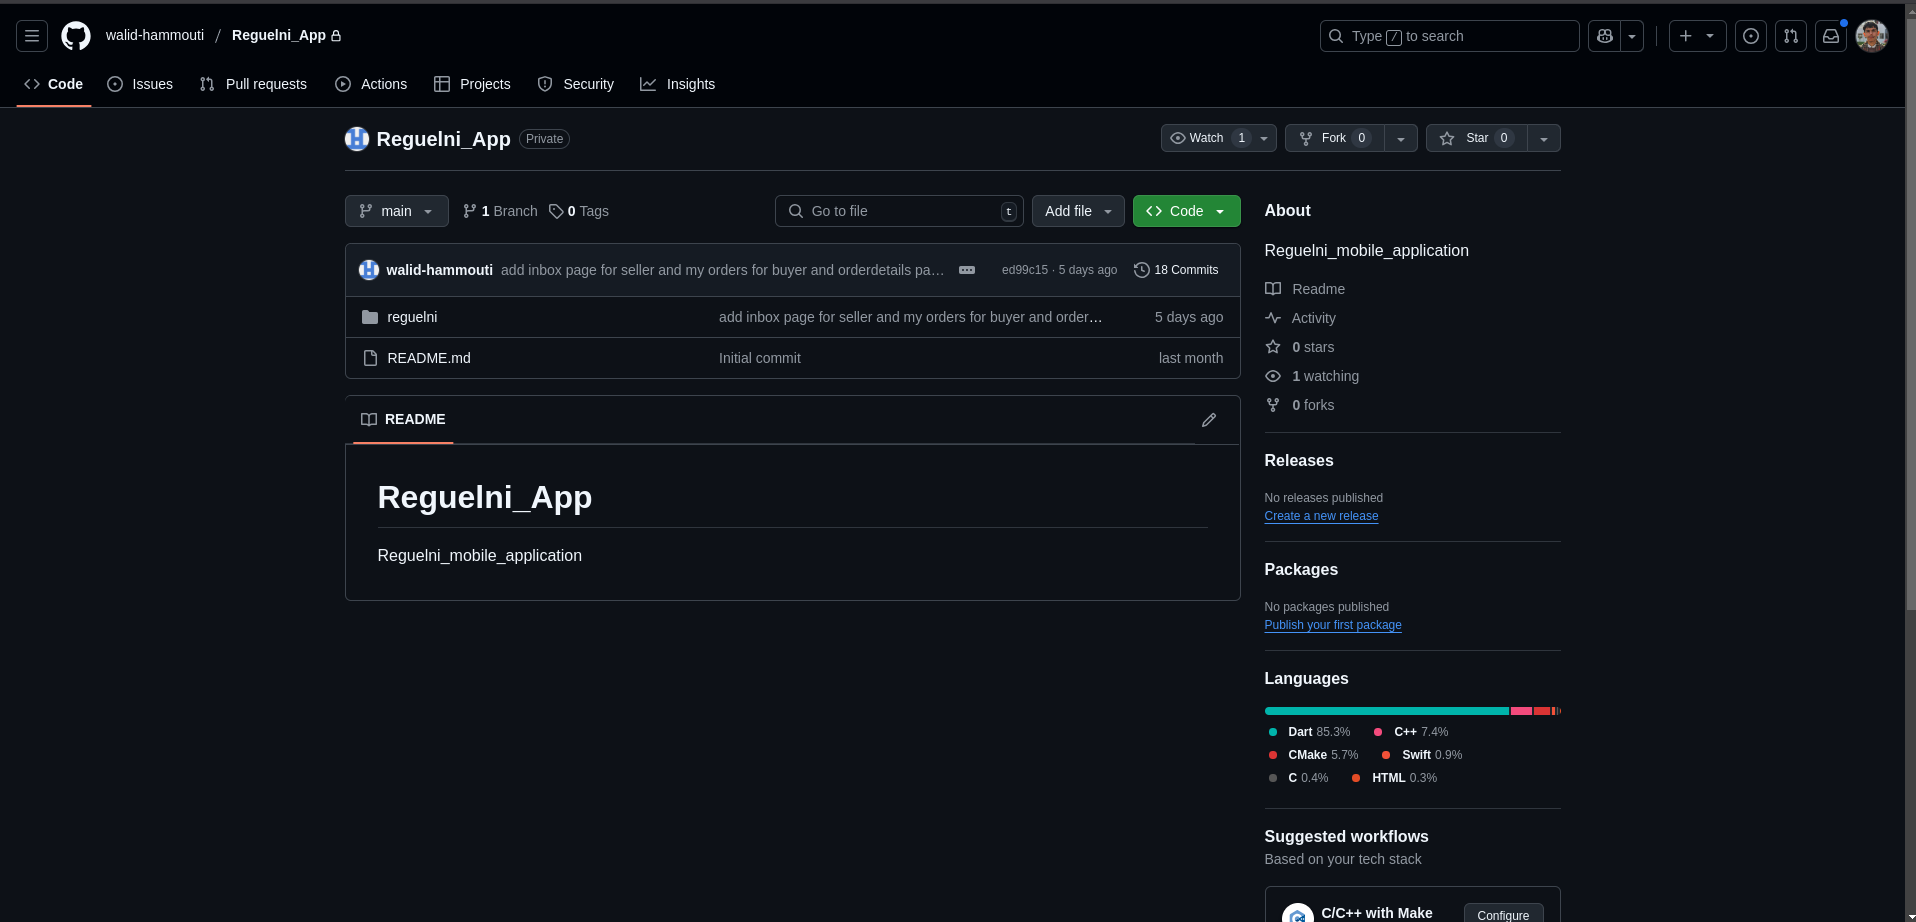 walid-hammouti / Reguelni_App
Type / to search
Code Issues Pull requests Actions Projects Security Insights
Reguelni_App Private
Watch 1 Fork 0 Star 0
main 1 Branch 0 Tags Go to file t Add file Code
walid-hammouti add inbox page for seller and my orders for buyer and orderdetails pa… ed99c15 · 5 days ago 18 Commits
reguelni add inbox page for seller and my orders for buyer and order… 5 days ago
README.md Initial commit last month
README
Reguelni_App
Reguelni_mobile_application
About
Reguelni_mobile_application
Readme
Activity
0 stars
1 watching
0 forks
Releases
No releases published
Create a new release
Packages
No packages published
Publish your first package
Languages
Dart 85.3% C++ 7.4%
CMake 5.7% Swift 0.9%
C 0.4% HTML 0.3%
Suggested workflows
Based on your tech stack
C/C++ with Make Configure